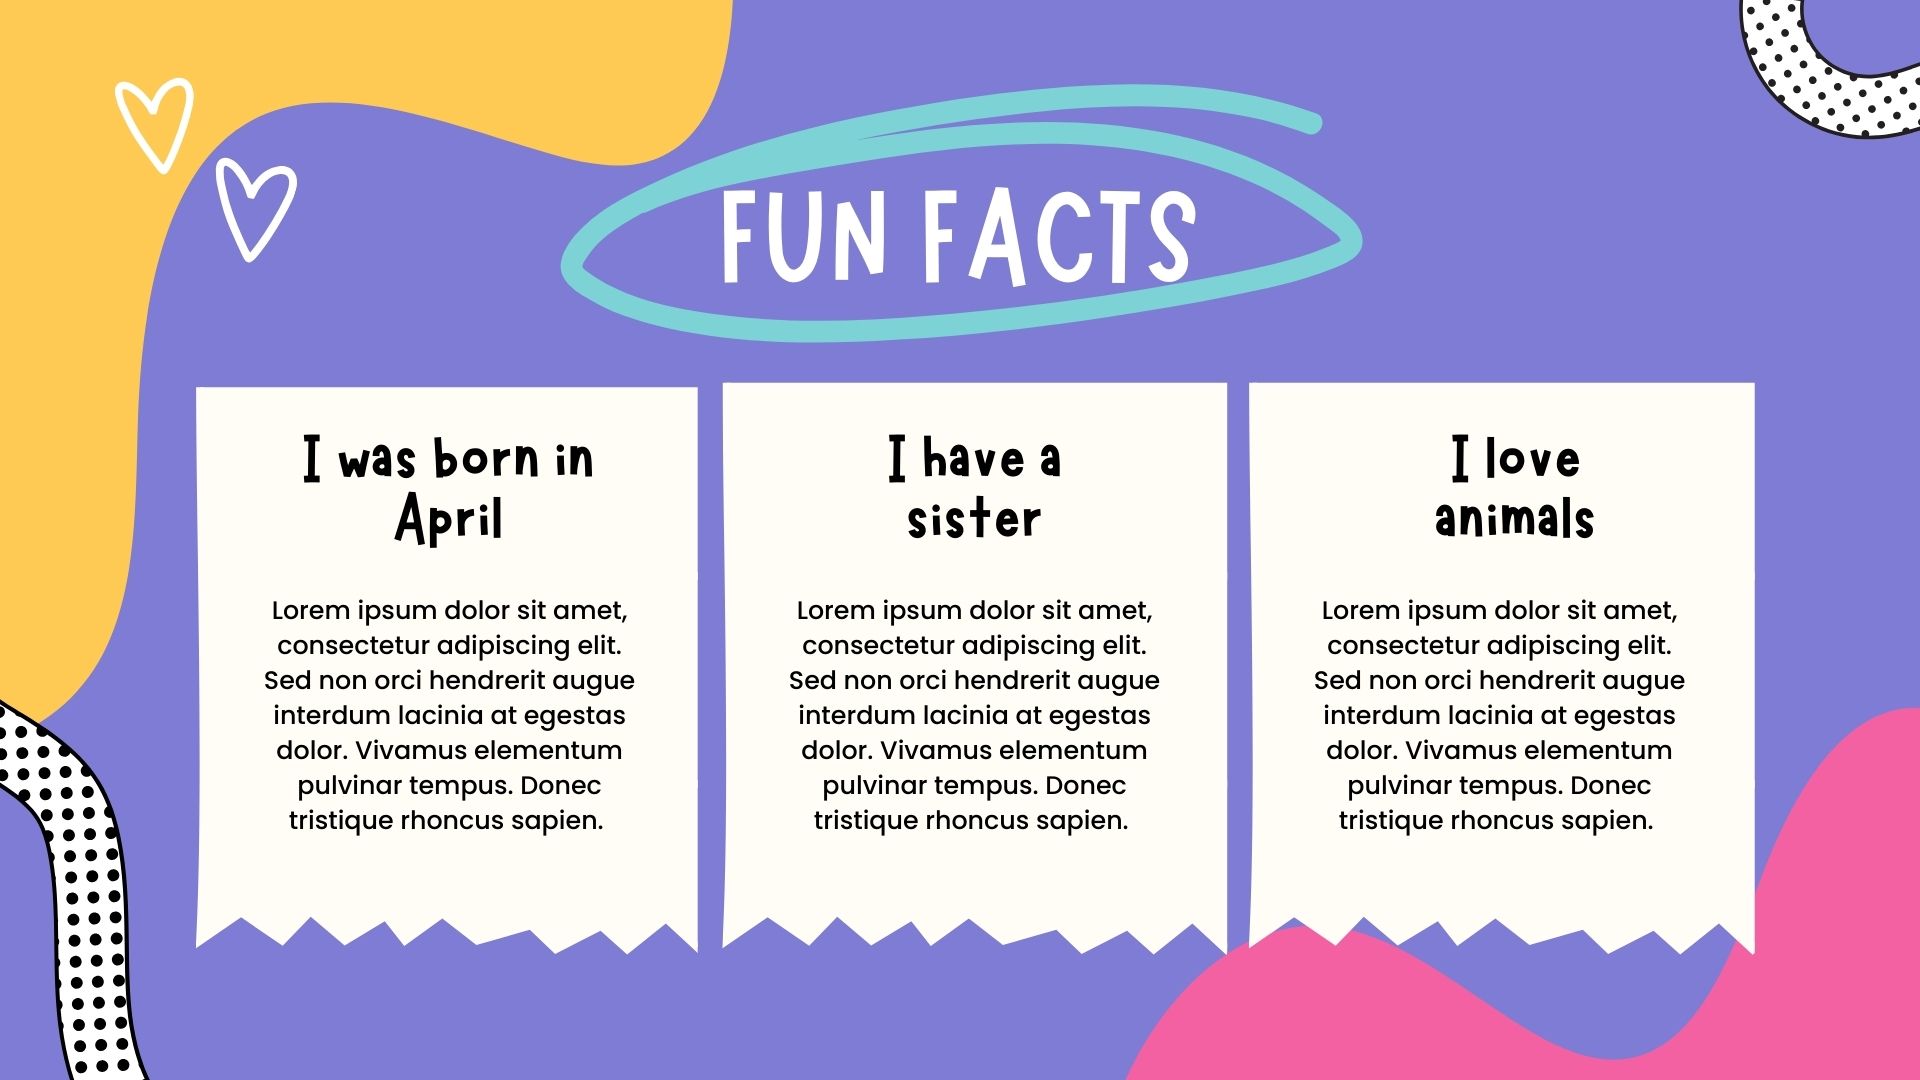 FUN FACTS
I was born in
April
Lorem ipsum dolor sit amet,
consectetur adipiscing elit.
Sed non orci hendrerit augue
interdum lacinia at egestas
dolor. Vivamus elementum
pulvinar tempus. Donec
tristique rhoncus sapien.
I have a
sister
Lorem ipsum dolor sit amet,
consectetur adipiscing elit.
Sed non orci hendrerit augue
interdum lacinia at egestas
dolor. Vivamus elementum
pulvinar tempus. Donec
tristique rhoncus sapien.
I love
animals
Lorem ipsum dolor sit amet,
consectetur adipiscing elit.
Sed non orci hendrerit augue
interdum lacinia at egestas
dolor. Vivamus elementum
pulvinar tempus. Donec
tristique rhoncus sapien.